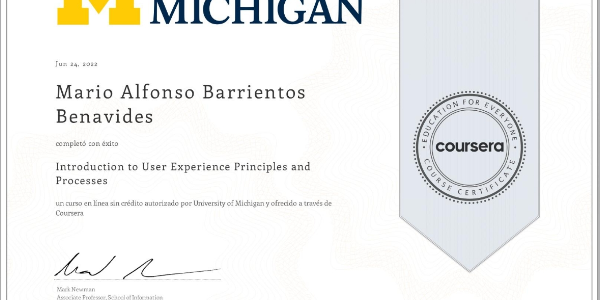 MICHIGAN
Jun 24, 2022
Mario Alfonso Barrientos
Benavides
completó con éxito
Introduction to User Experience Principles and
Processes
un curso en línea sin crédito autorizado por University of Michigan y ofrecido a través de
Coursera
EDUCATION FOR EVERYONE
coursera
COURSE CERTIFICATE
Mark Newman
Associate Professor, School of Information